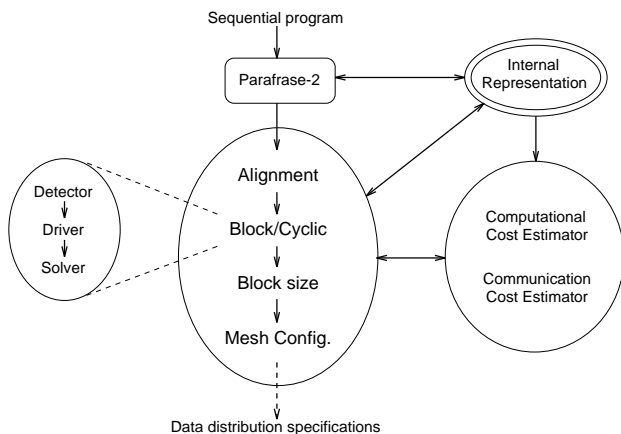 Sequential program
Parafrase-2
Internal
Representation
Alignment
Block/Cyclic
Block size
Mesh Config.
Detector
Driver
Solver
Computational
Cost Estimator
Communication
Cost Estimator
Data distribution specifications